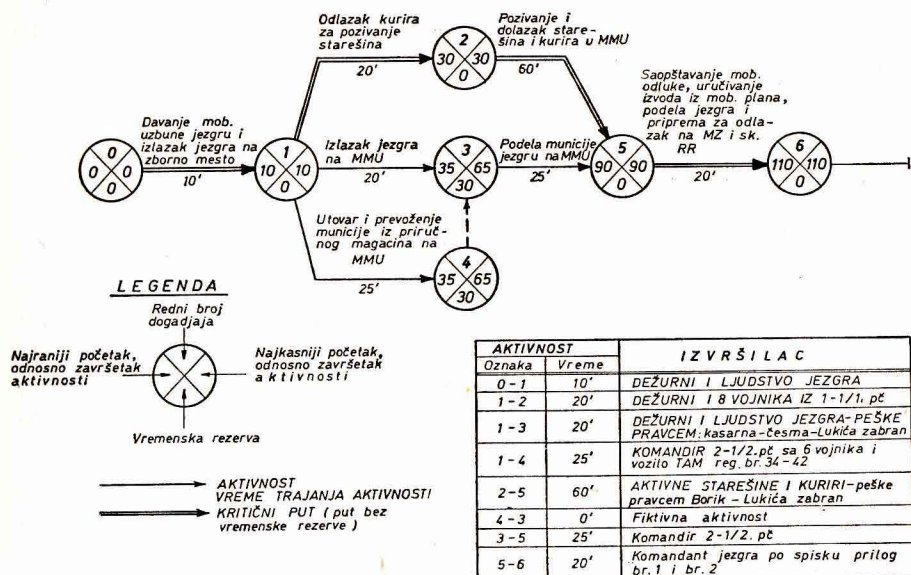 Odlazak kurira
za pozivanje
starešina
20'
Pozivanje i
dolazak stare-
šina i kurira u MMU
60'
2
30 30
0
Davanje mob.
uzbune jezgru i
izlazak jezgra na
zborno mesto
10'
0
0 0
0
1
10 10
0
Izlazak jezgra
na MMU
20'
3
35 65
30
Podela municije
jezgru na MMU
25'
5
90 90
0
Saopštavanje mob.
odluke, uručivanje
izvoda iz mob. plana,
podela jezgra i
priprema za odla-
zak na MZ i sk.
RR
20'
6
110 110
0
Utovar i prevoženje
municije iz priruč-
nog magacina na
MMU
25'
4
35 65
30
LEGENDA
Redni broj
dogadjaja
Najraniji početak,
odnosno završetak
aktivnosti
Najkasniji početak,
odnosno završetak
aktivnosti
Vremenska rezerva
AKTIVNOST
VREME TRAJANJA AKTIVNOSTI
KRITIČNI PUT (put bez
vremenske rezerve)
AKTIVNOST IZVRŠILAC
Oznaka Vreme
0-1 10' DEŽURNI I LJUDSTVO JEZGRA
1-2 20' DEŽURNI I 8 VOJNIKA IZ 1-1/1. pč
1-3 20' DEŽURNI I LJUDSTVO JEZGRA-PEŠKE
PRAVCEM: kasarna-česma-Lukića zabran
1-4 25' KOMANDIR 2-1/2.pč sa 6 vojnika i
vozilo TAM reg. br. 34-42
2-5 60' AKTIVNE STAREŠINE I KURIRI-peške
pravcem Borik - Lukića zabran
4-3 0' Fiktivna aktivnost
3-5 25' Komandir 2-1/2. pč
5-6 20' Komandant jezgra po spisku prilog
br. 1 i br. 2